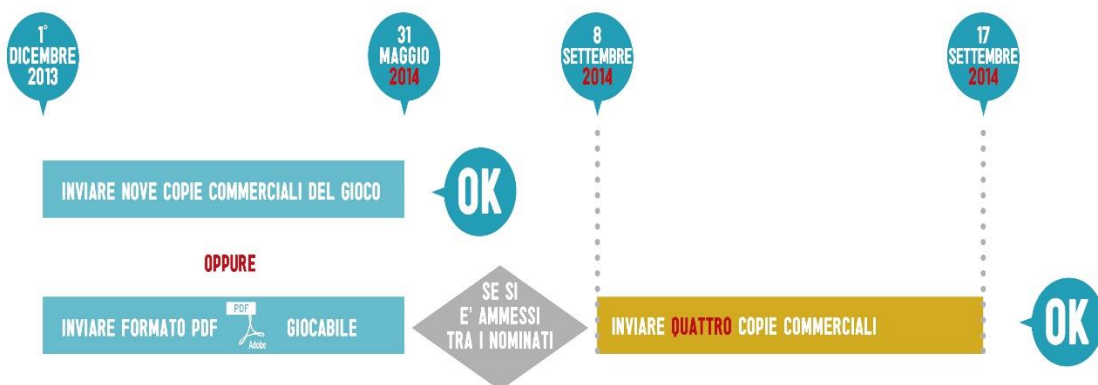 1°
DICEMBRE
2013
31
MAGGIO
2014
8
SETTEMBRE
2014
17
SETTEMBRE
2014
INVIARE NOVE COPIE COMMERCIALI DEL GIOCO
OK
OPPURE
INVIARE FORMATO PDF
PDF
Adobe
GIOCABILE
SE SI
E' AMMESSI
TRA I NOMINATI
INVIARE QUATTRO COPIE COMMERCIALI
OK